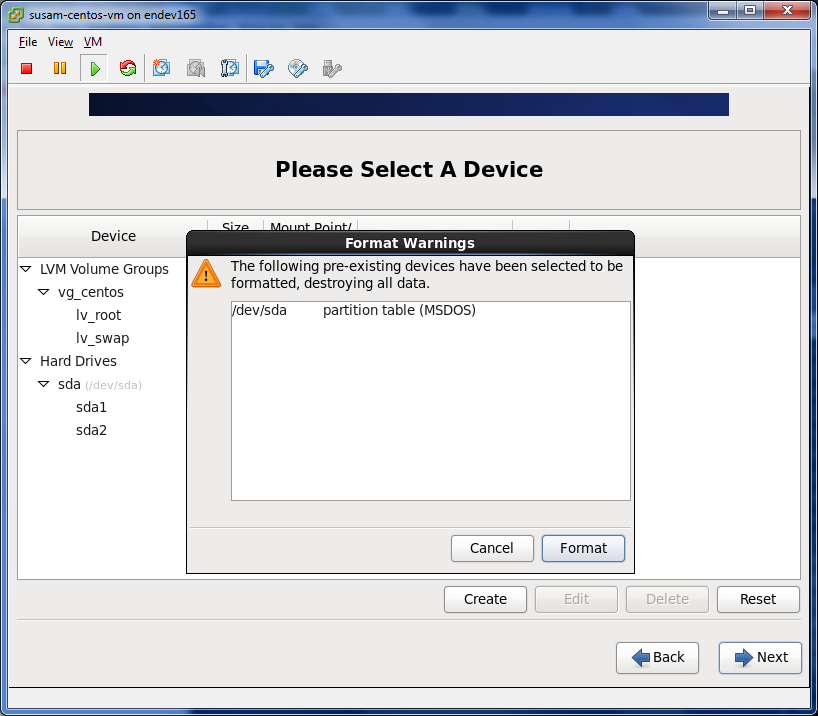 susam-centos-vm on endev165
File View VM
Please Select A Device
Device Size Mount Point/
Format Warnings
The following pre-existing devices have been selected to be
formatted, destroying all data.
/dev/sda partition table (MSDOS)
LVM Volume Groups
vg_centos
lv_root
lv_swap
Hard Drives
sda (/dev/sda)
sda1
sda2
Cancel Format
Create Edit Delete Reset
Back Next